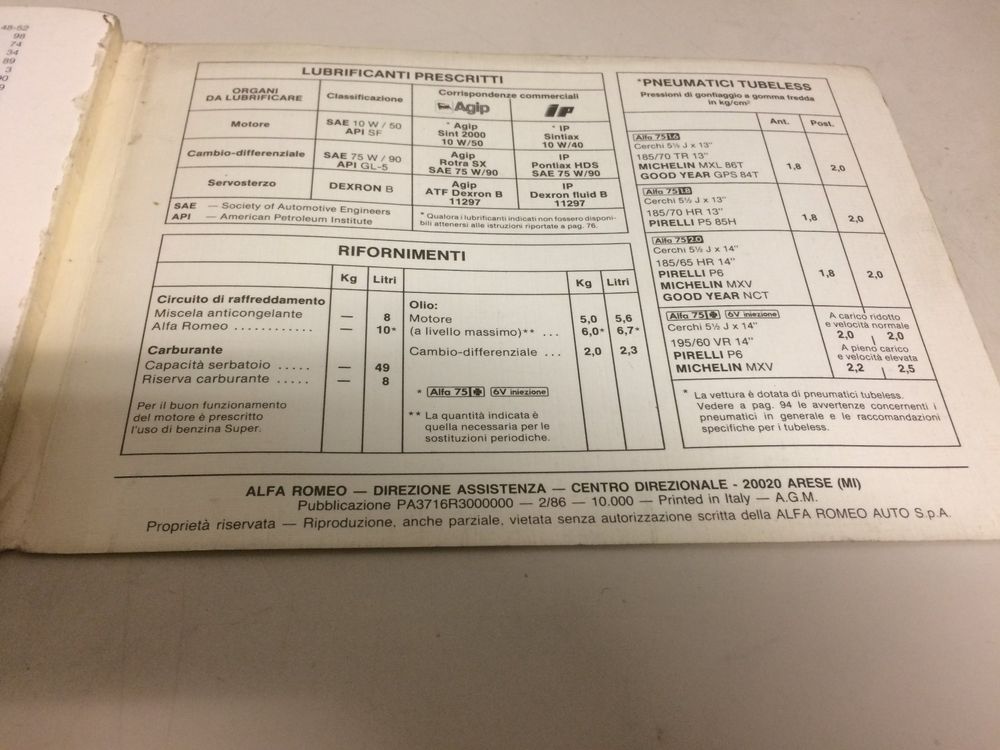 48-52
98
74
34
89
3
90
9
LUBRIFICANTI PRESCRITTI
ORGANI
DA LUBRIFICARE
Classificazione
Corrispondenze commerciali
Agip
IP
Motore
SAE 10 W / 50
API SF
* Agip
Sint 2000
10 W/50
* IP
Sintiax
10 W/40
Cambio-differenziale
SAE 75 W / 90
API GL-5
Agip
Rotra SX
SAE 75 W/90
IP
Pontiax HDS
SAE 75 W/90
Servosterzo
DEXRON B
Agip
ATF Dexron B
11297
IP
Dexron fluid B
11297
SAE — Society of Automotive Engineers
API — American Petroleum Institute
* Qualora i lubrificanti indicati non fossero disponi-
bili attenersi alle istruzioni riportate a pag. 76.
RIFORNIMENTI
Kg Litri
Circuito di raffreddamento
Miscela anticongelante — 8
Alfa Romeo ............ — 10*
Carburante
Capacità serbatoio ..... — 49
Riserva carburante ..... — 8
Per il buon funzionamento
del motore è prescritto
l'uso di benzina Super.
Kg Litri
Olio:
Motore 5,0 5,6
(a livello massimo)** ... 6,0* 6,7*
Cambio-differenziale ... 2,0 2,3
* Alfa 75 6V iniezione
** La quantità indicata è
quella necessaria per le
sostituzioni periodiche.
*PNEUMATICI TUBELESS
Pressioni di gonfiaggio a gomma fredda
in kg/cm²
Ant. Post.
Alfa 75 1.6
Cerchi 5½ J x 13"
185/70 TR 13"
MICHELIN MXL 86T
GOOD YEAR GPS 84T
1,8 2,0
Alfa 75 1.8
Cerchi 5½ J x 13"
185/70 HR 13"
PIRELLI P5 85H
1,8 2,0
Alfa 75 2.0
Cerchi 5½ J x 14"
185/65 HR 14"
PIRELLI P6
MICHELIN MXV
GOOD YEAR NCT
1,8 2,0
Alfa 75 6V iniezione
Cerchi 5½ J x 14"
195/60 VR 14"
PIRELLI P6
MICHELIN MXV
A carico ridotto
e velocità normale
2,0 2,0
A pieno carico
e velocità elevata
2,2 2,5
* La vettura è dotata di pneumatici tubeless.
Vedere a pag. 94 le avvertenze concernenti i
pneumatici in generale e le raccomandazioni
specifiche per i tubeless.
ALFA ROMEO — DIREZIONE ASSISTENZA — CENTRO DIREZIONALE - 20020 ARESE (MI)
Pubblicazione PA3716R3000000 — 2/86 — 10.000 — Printed in Italy — A.G.M.
Proprietà riservata — Riproduzione, anche parziale, vietata senza autorizzazione scritta della ALFA ROMEO AUTO S.p.A.